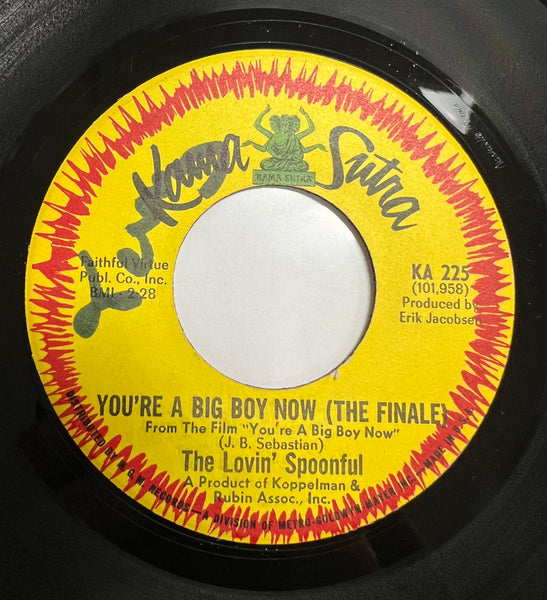 Kama Sutra
KAMA SUTRA
Faithful Virtue
Publ. Co., Inc.
BMI - 2:28
KA 225
(101,958)
Produced by
Erik Jacobsen
YOU'RE A BIG BOY NOW (THE FINALE)
From The Film "You're A Big Boy Now"
(J. B. Sebastian)
The Lovin' Spoonful
A Product of Koppelman &
Rubin Assoc., Inc.
DISTRIBUTED BY M.G.M. RECORDS—A DIVISION OF METRO-GOLDWYN-MAYER INC.—MADE IN U.S.A.